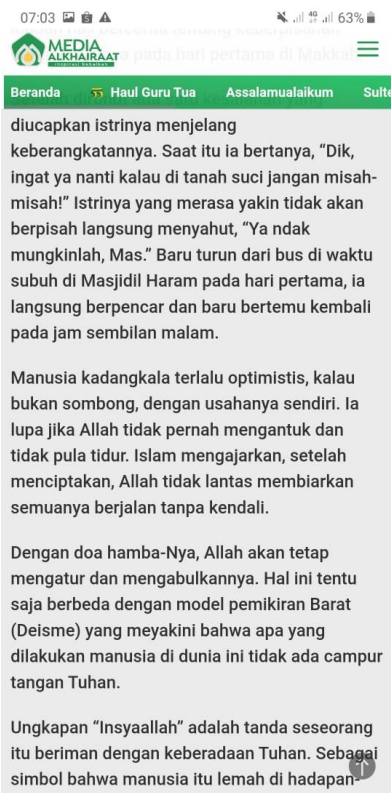 07:03
4G
63%
MEDIA
ALKHAIRAAT
pada hari pertama di Makkah
Beranda 55 Haul Guru Tua Assalamualaikum Sulte
diucapkan istrinya menjelang
keberangkatannya. Saat itu ia bertanya, “Dik,
ingat ya nanti kalau di tanah suci jangan misah-
misah!” Istrinya yang merasa yakin tidak akan
berpisah langsung menyahut, “Ya ndak
mungkinlah, Mas.” Baru turun dari bus di waktu
subuh di Masjidil Haram pada hari pertama, ia
langsung berpencar dan baru bertemu kembali
pada jam sembilan malam.
Manusia kadangkala terlalu optimistis, kalau
bukan sombong, dengan usahanya sendiri. Ia
lupa jika Allah tidak pernah mengantuk dan
tidak pula tidur. Islam mengajarkan, setelah
menciptakan, Allah tidak lantas membiarkan
semuanya berjalan tanpa kendali.
Dengan doa hamba-Nya, Allah akan tetap
mengatur dan mengabulkannya. Hal ini tentu
saja berbeda dengan model pemikiran Barat
(Deisme) yang meyakini bahwa apa yang
dilakukan manusia di dunia ini tidak ada campur
tangan Tuhan.
Ungkapan “Insyaallah” adalah tanda seseorang
itu beriman dengan keberadaan Tuhan. Sebagai
simbol bahwa manusia itu lemah di hadapan-